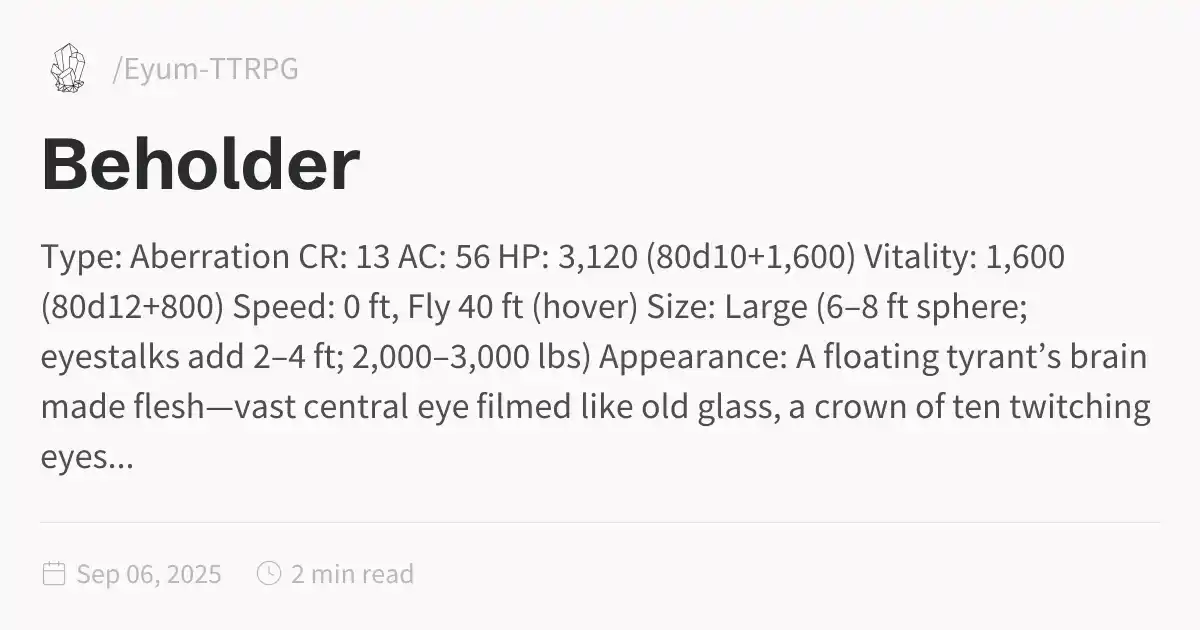 /Eyum-TTRPG
Beholder
Type: Aberration CR: 13 AC: 56 HP: 3,120 (80d10+1,600) Vitality: 1,600
(80d12+800) Speed: 0 ft, Fly 40 ft (hover) Size: Large (6–8 ft sphere;
eyestalks add 2–4 ft; 2,000–3,000 lbs) Appearance: A floating tyrant’s brain
made flesh—vast central eye filmed like old glass, a crown of ten twitching
eyes...
Sep 06, 2025 2 min read